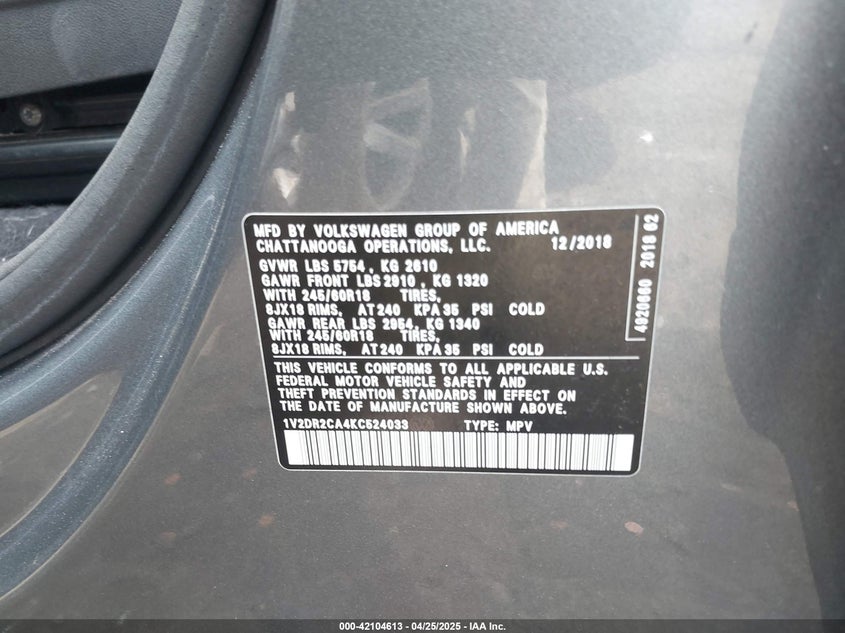 MFD BY VOLKSWAGEN GROUP OF AMERICA
CHATTANOOGA OPERATIONS, LLC. 12/2018
GVWR LBS 5754 , KG 2610
GAWR FRONT LBS 2910 , KG 1320
WITH 245/60R18 TIRES,
8JX18 RIMS, AT 240 KPA 35 PSI COLD
GAWR REAR LBS 2954, KG 1340
WITH 245/60R18 TIRES,
8JX18 RIMS, AT 240 KPA 35 PSI COLD
THIS VEHICLE CONFORMS TO ALL APPLICABLE U.S.
FEDERAL MOTOR VEHICLE SAFETY AND
THEFT PREVENTION STANDARDS IN EFFECT ON
THE DATE OF MANUFACTURE SHOWN ABOVE.
1V2DR2CA4KC524033 TYPE: MPV
4920660 2018 62
000-42104613 - 04/25/2025 - IAA Inc.